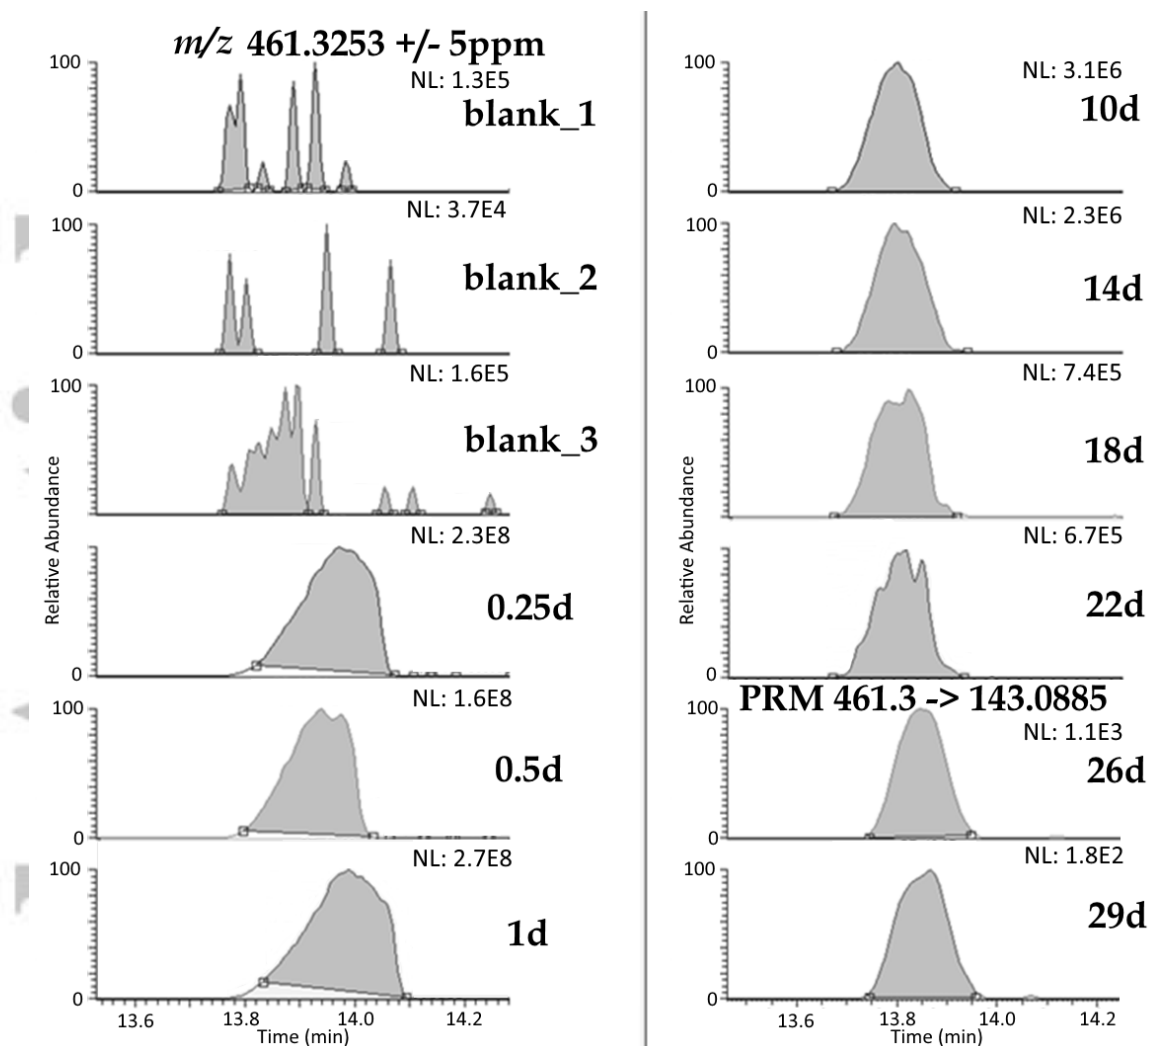 m/z 461.3253 +/- 5ppm
100
NL: 1.3E5
blank_1
0
NL: 3.7E4
100
blank_2
0
NL: 1.6E5
100
blank_3
0
Relative Abundance
NL: 2.3E8
0.25d
0
NL: 1.6E8
100
0.5d
0
NL: 2.7E8
100
1d
0
13.6 13.8 14.0 14.2
Time (min)
100
NL: 3.1E6
10d
0
NL: 2.3E6
100
14d
0
NL: 7.4E5
100
18d
Relative Abundance
NL: 6.7E5
22d
0
PRM 461.3 -> 143.0885
100
NL: 1.1E3
26d
0
NL: 1.8E2
100
29d
0
13.6 13.8 14.0 14.2
Time (min)